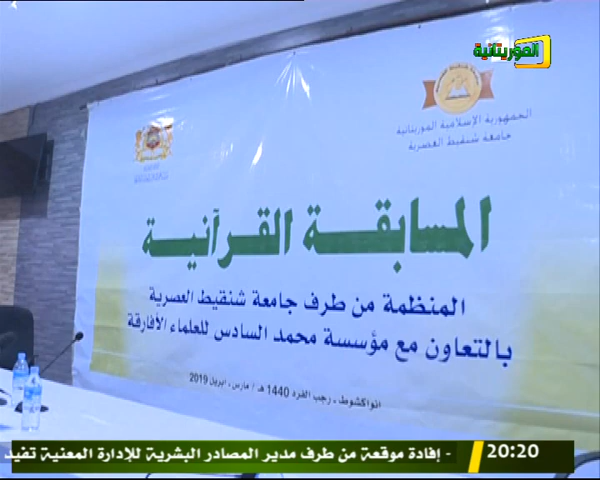 الموريتانية
الجمهورية الإسلامية الموريتانية
جامعة شنقيط العصرية
المسابقة القرآنية
المنظمة من طرف جامعة شنقيط العصرية
بالتعاون مع مؤسسة محمد السادس للعلماء الأفارقة
انواكشوط - رجب الفرد 1440 هـ / مارس - ابريل 2019
20:20
- إفادة موقعة من طرف مدير المصادر البشرية للإدارة المعنية تفيد